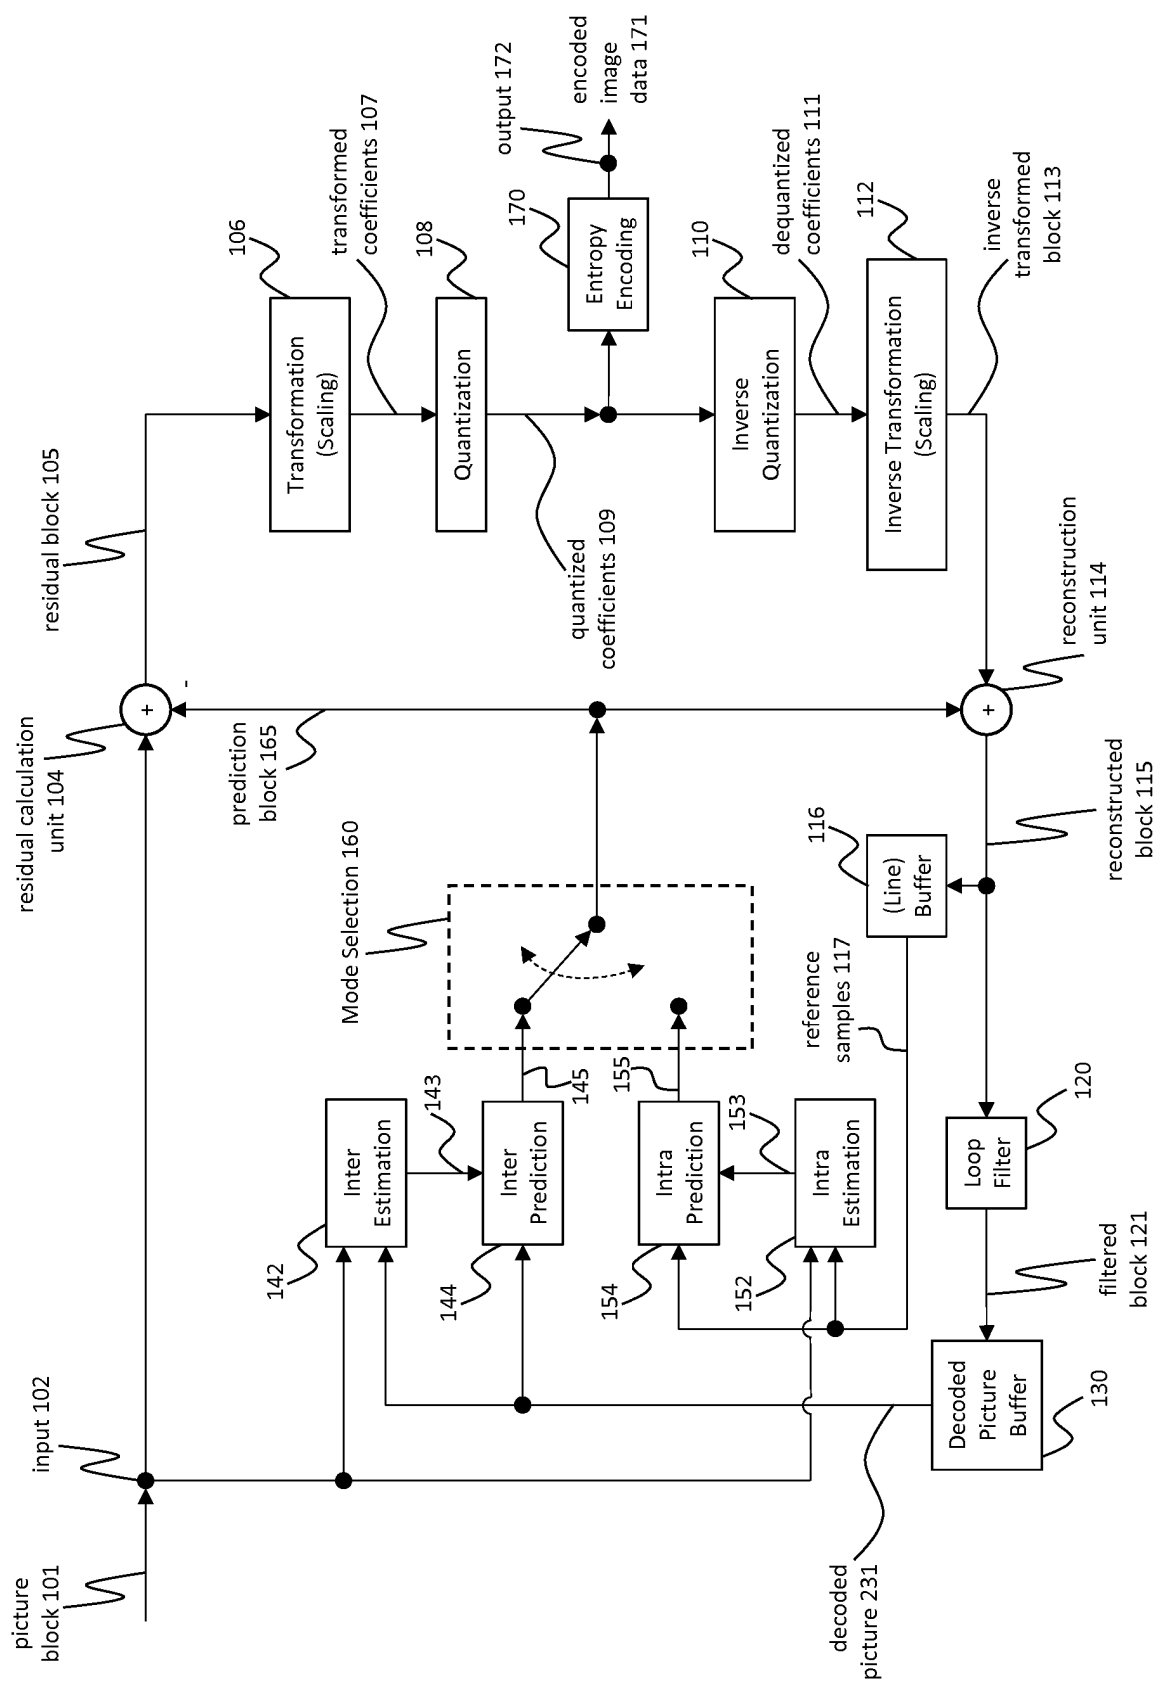 picture
block 101
input 102
residual calculation
unit 104
+
-
residual block 105
prediction
block 165
106
Transformation
(Scaling)
transformed
coefficients 107
108
Quantization
quantized
coefficients 109
170
Entropy
Encoding
output 172
encoded
image
data 171
110
Inverse
Quantization
dequantized
coefficients 111
112
Inverse Transformation
(Scaling)
inverse
transformed
block 113
+
reconstruction
unit 114
reconstructed
block 115
116
(Line)
Buffer
reference
samples 117
Mode Selection 160
142
Inter
Estimation
143
144
Inter
Prediction
145
154
Intra
Prediction
155
153
152
Intra
Estimation
120
Loop
Filter
filtered
block 121
Decoded
Picture
Buffer
130
decoded
picture 231